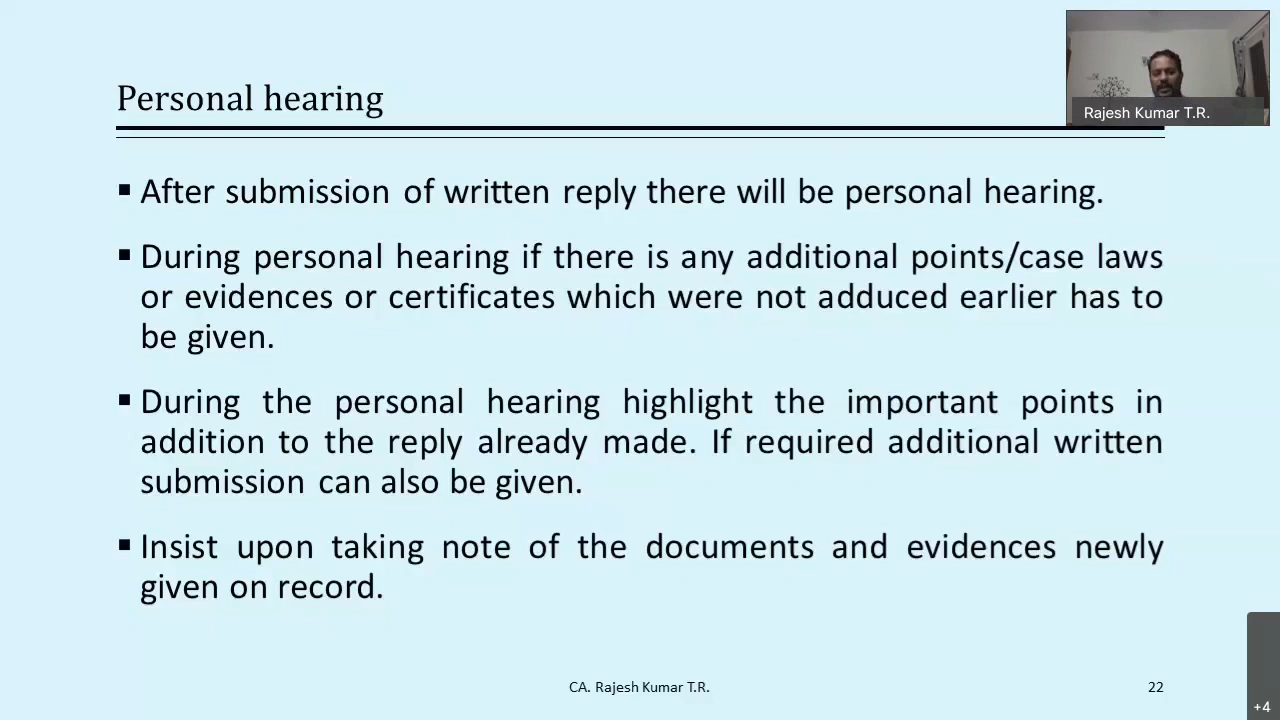 Personal hearing
Rajesh Kumar T.R.
▪ After submission of written reply there will be personal hearing.
▪ During personal hearing if there is any additional points/case laws
or evidences or certificates which were not adduced earlier has to
be given.
▪ During the personal hearing highlight the important points in
addition to the reply already made. If required additional written
submission can also be given.
▪ Insist upon taking note of the documents and evidences newly
given on record.
CA. Rajesh Kumar T.R.
22
+4